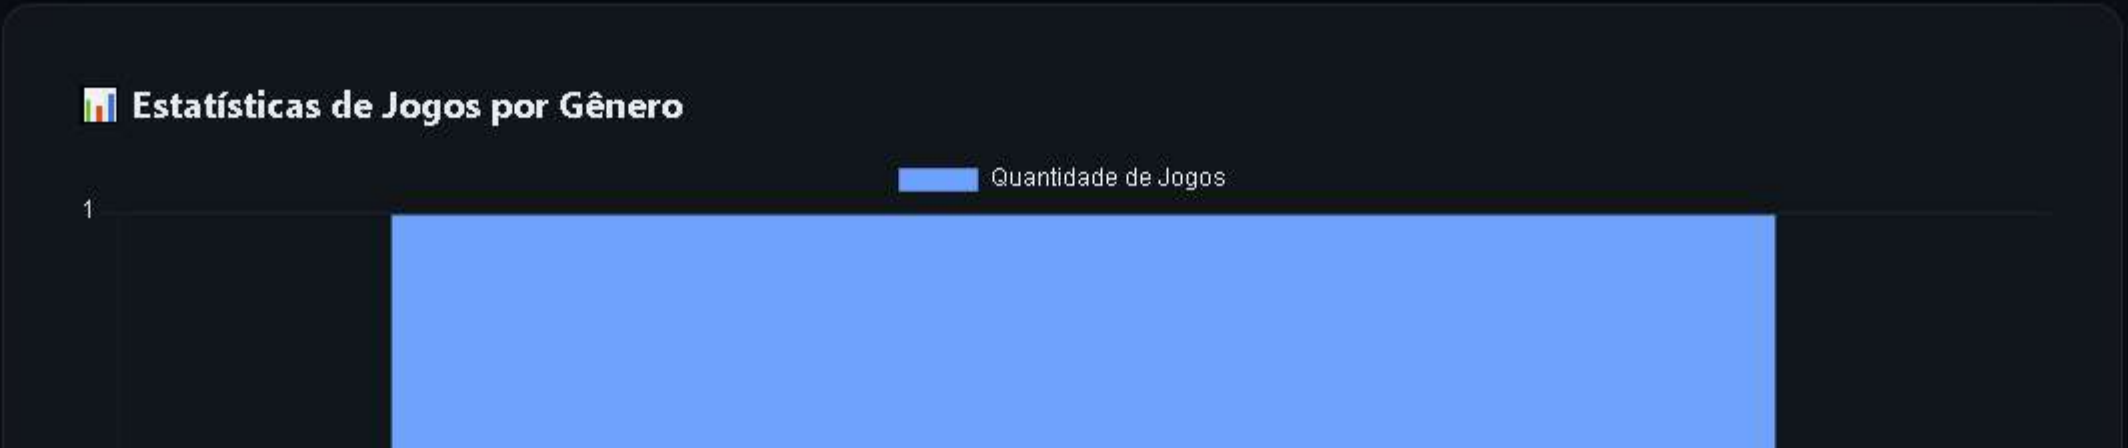 📊 Estatísticas de Jogos por Gênero
Quantidade de Jogos
1